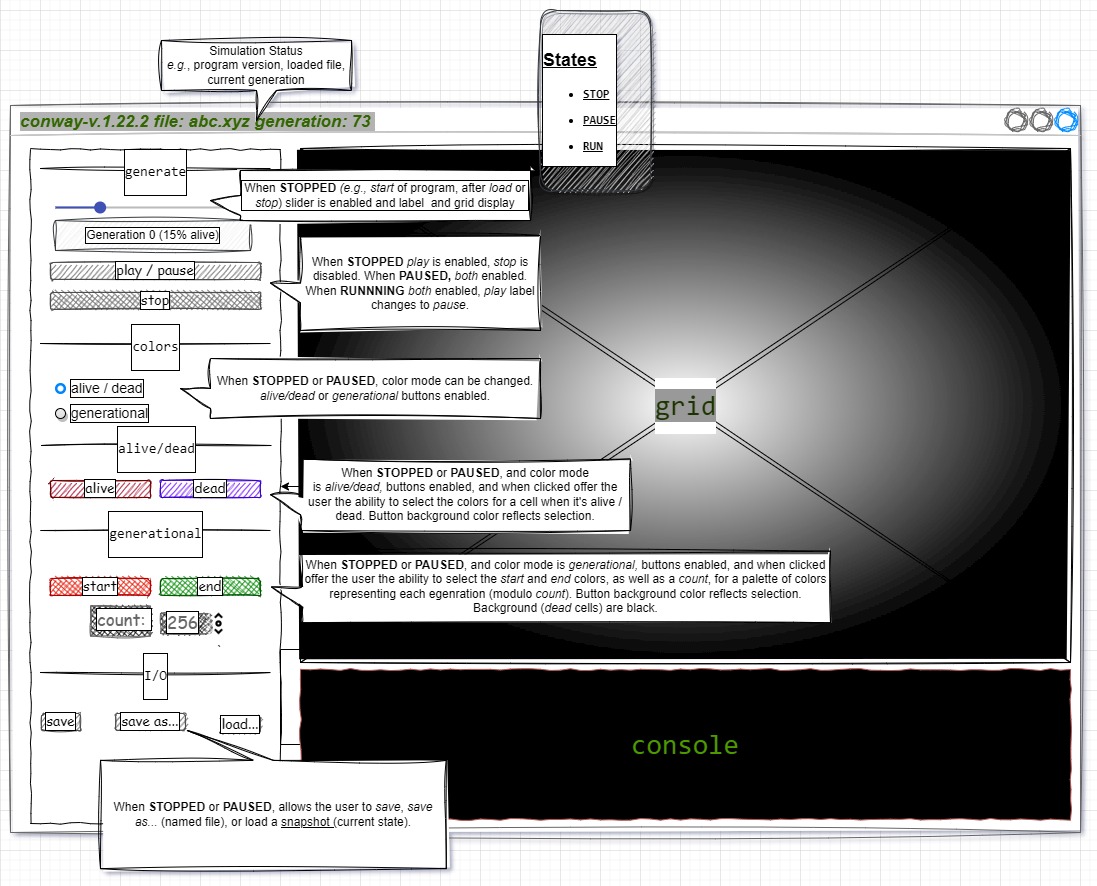 Simulation Status
e.g., program version, loaded file,
current generation
States
STOP
PAUSE
RUN
conway-v.1.22.2 file: abc.xyz generation: 73
generate
When STOPPED (e.g., start of program, after load or
stop) slider is enabled and label and grid display
Generation 0 (15% alive)
play / pause
stop
When STOPPED play is enabled, stop is
disabled. When PAUSED, both enabled.
When RUNNNING both enabled, play label
changes to pause.
colors
alive / dead
generational
When STOPPED or PAUSED, color mode can be changed.
alive/dead or generational buttons enabled.
grid
alive/dead
alive
dead
When STOPPED or PAUSED, and color mode
is alive/dead, buttons enabled, and when clicked offer the
user the ability to select the colors for a cell when it's alive /
dead. Button background color reflects selection.
generational
start
end
count:
256
When STOPPED or PAUSED, and color mode is generational, buttons enabled, and when clicked
offer the user the ability to select the start and end colors, as well as a count, for a palette of colors
representing each egenration (modulo count). Button background color reflects selection.
Background (dead cells) are black.
I/O
save
save as...
load...
console
When STOPPED or PAUSED, allows the user to save, save
as... (named file), or load a snapshot (current state).